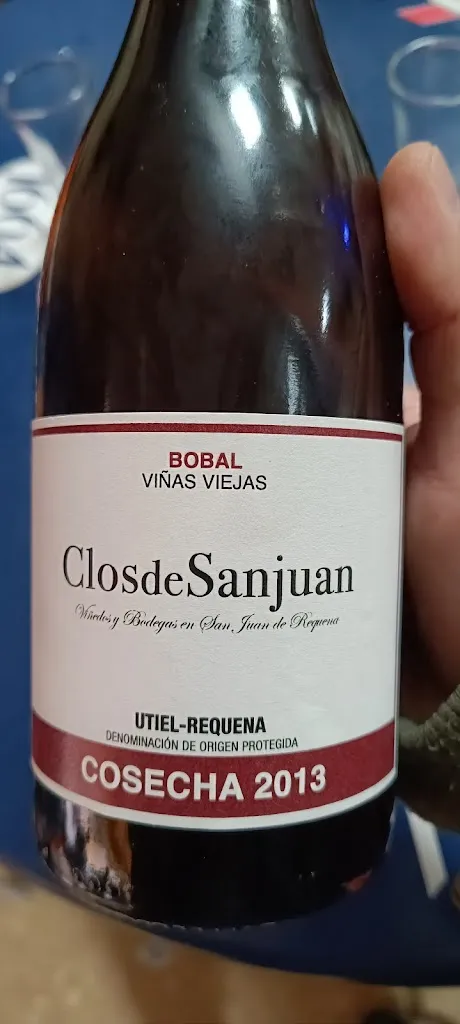 BOBAL
VIÑAS VIEJAS
ClosdeSanjuan
Viñedos y Bodegas en San Juan de Requena
UTIEL-REQUENA
DENOMINACIÓN DE ORIGEN PROTEGIDA
COSECHA 2013